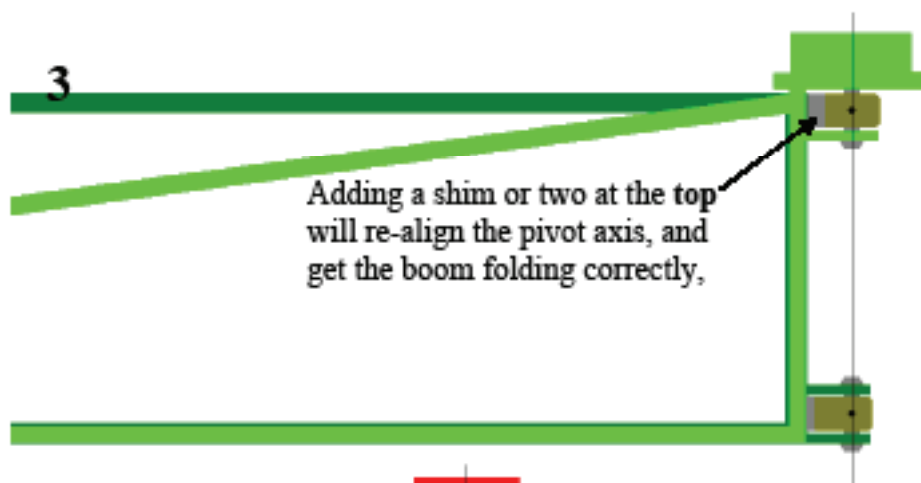 3
Adding a shim or two at the top
will re-align the pivot axis, and
get the boom folding correctly,